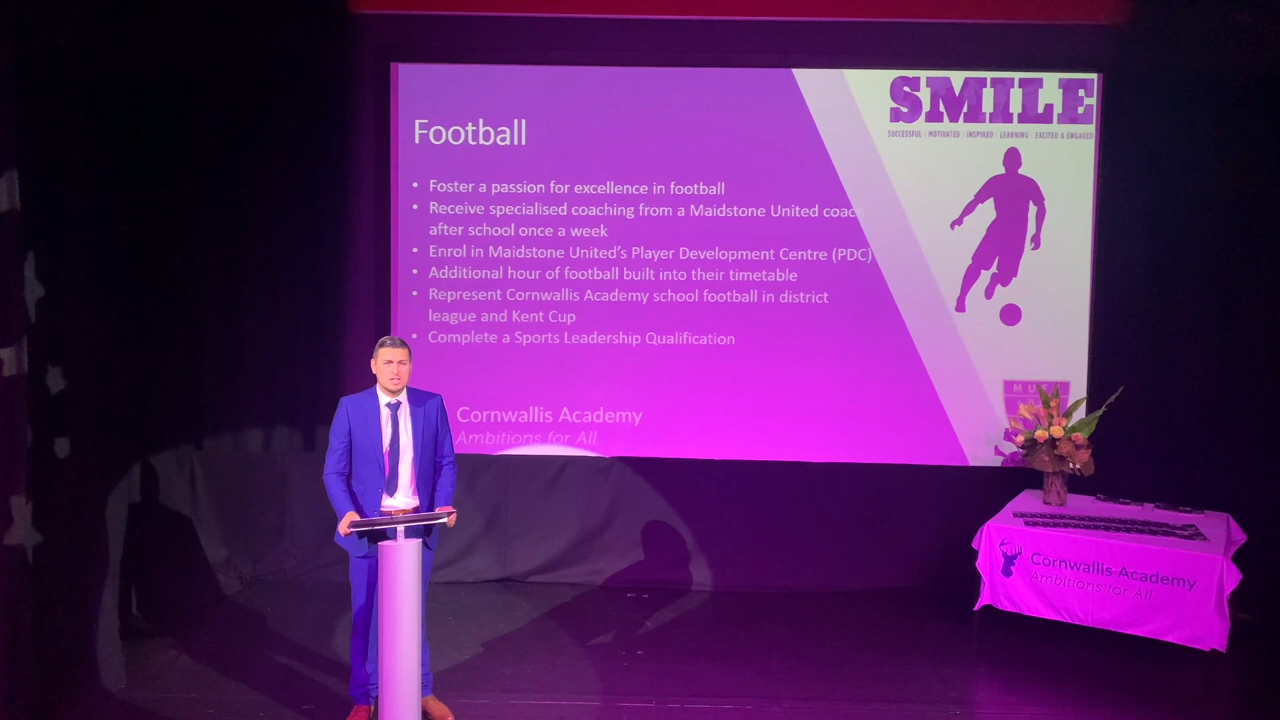 SMILE
SUCCESSFUL | MOTIVATED | INSPIRED | LEARNING | EXCITED & ENGAGED
Football
• Foster a passion for excellence in football
• Receive specialised coaching from a Maidstone United coac
after school once a week
• Enrol in Maidstone United's Player Development Centre (PDC)
• Additional hour of football built into their timetable
• Represent Cornwallis Academy school football in district
league and Kent Cup
• Complete a Sports Leadership Qualification
MUF
Cornwallis Academy
Ambitions for All
Cornwallis Academy
Ambitions for All